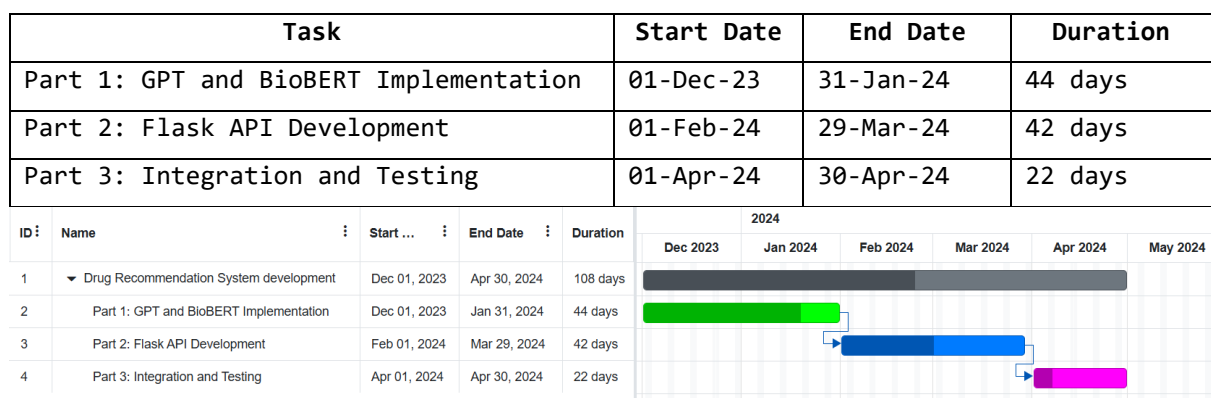 Task Start Date End Date Duration
Part 1: GPT and BioBERT Implementation 01-Dec-23 31-Jan-24 44 days
Part 2: Flask API Development 01-Feb-24 29-Mar-24 42 days
Part 3: Integration and Testing 01-Apr-24 30-Apr-24 22 days
2024
ID Name Start ... End Date Duration Dec 2023 Jan 2024 Feb 2024 Mar 2024 Apr 2024 May 2024
1 Drug Recommendation System development Dec 01, 2023 Apr 30, 2024 108 days
2 Part 1: GPT and BioBERT Implementation Dec 01, 2023 Jan 31, 2024 44 days
3 Part 2: Flask API Development Feb 01, 2024 Mar 29, 2024 42 days
4 Part 3: Integration and Testing Apr 01, 2024 Apr 30, 2024 22 days